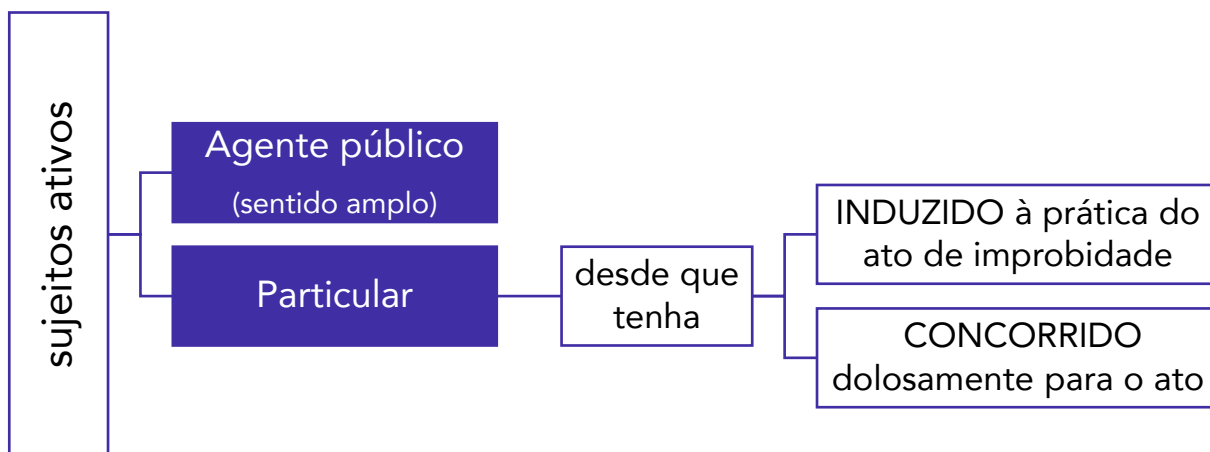 sujeitos ativos
Agente público
(sentido amplo)
Particular
desde que
tenha
INDUZIDO à prática do
ato de improbidade
CONCORRIDO
dolosamente para o ato